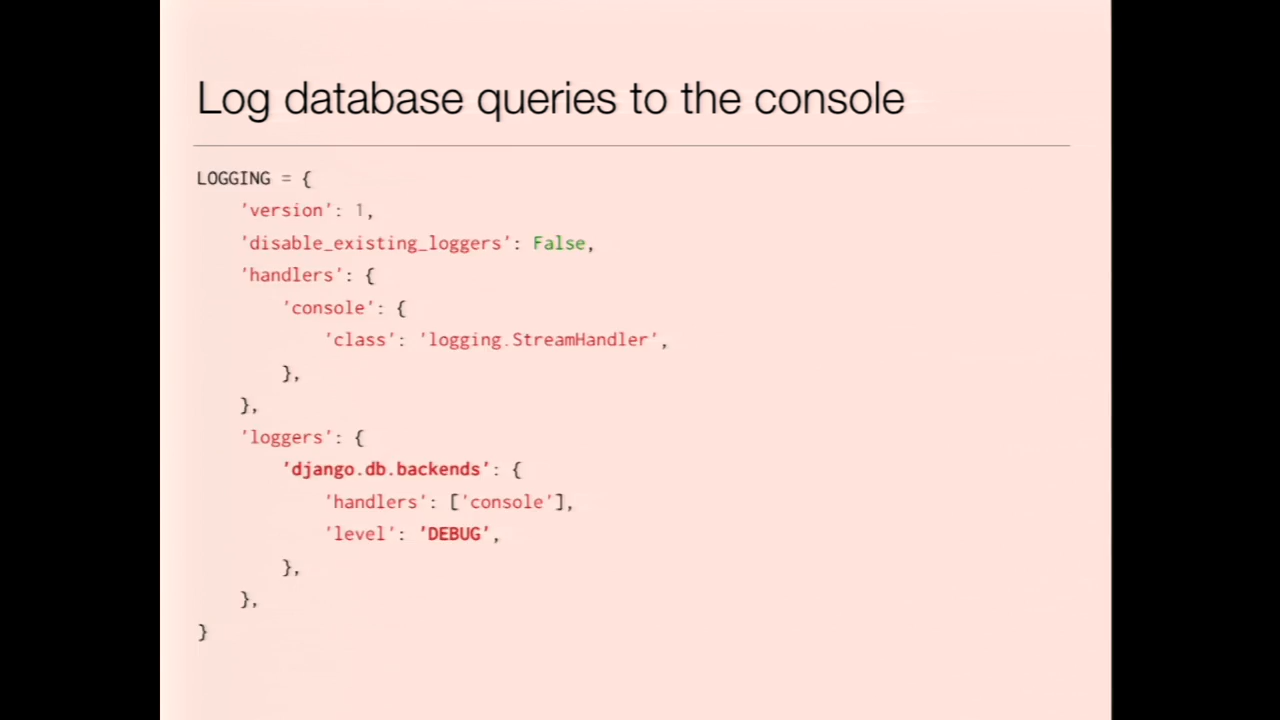 Log database queries to the console
LOGGING = {
    'version': 1,
    'disable_existing_loggers': False,
    'handlers': {
        'console': {
            'class': 'logging.StreamHandler',
        },
    },
    'loggers': {
        'django.db.backends': {
            'handlers': ['console'],
            'level': 'DEBUG',
        },
    },
}